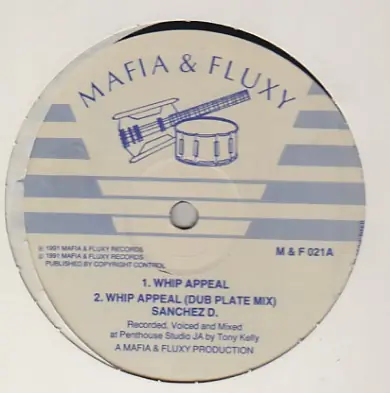 MAFIA & FLUXY
℗ 1991 MAFIA & FLUXY RECORDS
© 1991 MAFIA & FLUXY RECORDS
PUBLISHED BY COPYRIGHT CONTROL
M & F 021A
1. WHIP APPEAL
2. WHIP APPEAL (DUB PLATE MIX)
SANCHEZ D.
Recorded, Voiced and Mixed
at Penthouse Studio JA by Tony Kelly
A MAFIA & FLUXY PRODUCTION